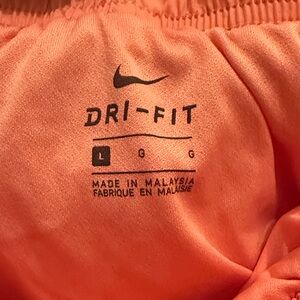 DRI-FIT
L G G
MADE IN MALAYSIA
FABRIQUE EN MALAISIE